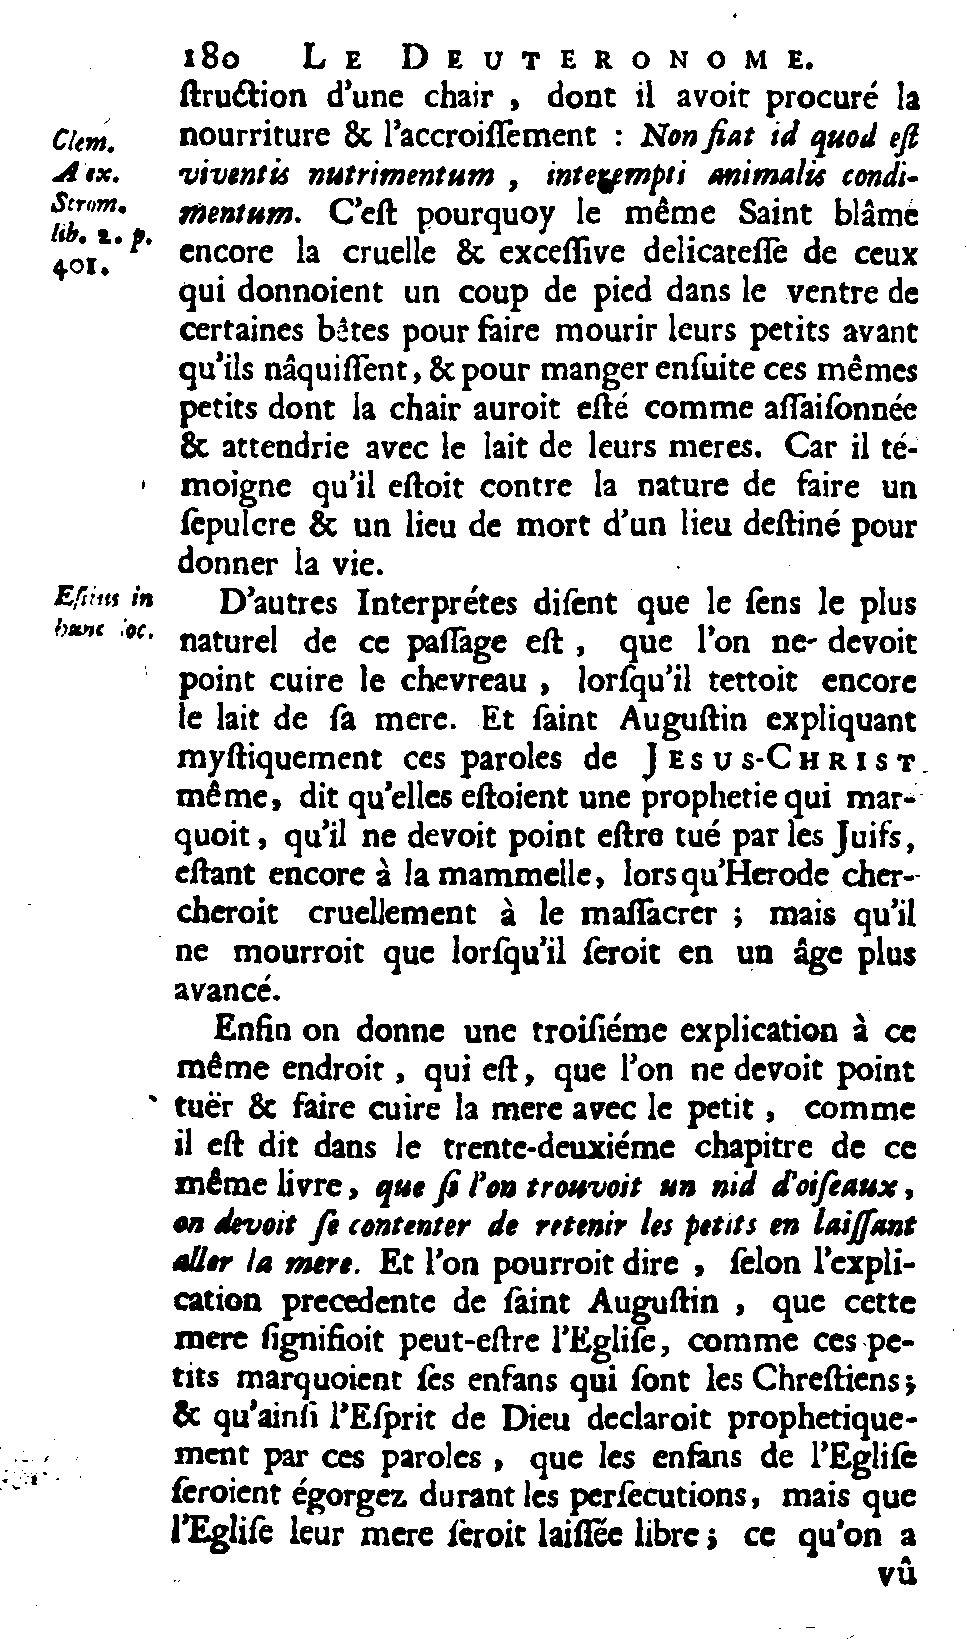 180 LE DEUTERONOME.
ſtruction d'une chair , dont il avoit procuré la
nourriture & l'accroiſſement : Non fiat id quod eſt
viventis nutrimentum , interempti animalis condi-
mentum. C'eſt pourquoy le même Saint blâme
encore la cruelle & exceſſive delicateſſe de ceux
qui donnoient un coup de pied dans le ventre de
certaines bêtes pour faire mourir leurs petits avant
qu'ils nâquiſſent, & pour manger enſuite ces mêmes
petits dont la chair auroit eſté comme aſſaiſonnée
& attendrie avec le lait de leurs meres. Car il té-
moigne qu'il eſtoit contre la nature de faire un
ſepulcre & un lieu de mort d'un lieu deſtiné pour
donner la vie.
Clem.
Alex.
Strom.
lib. 2. p.
401.
D'autres Interprétes diſent que le ſens le plus
naturel de ce paſſage eſt , que l'on ne devoit
point cuire le chevreau , lorſqu'il tettoit encore
le lait de ſa mere. Et ſaint Auguſtin expliquant
myſtiquement ces paroles de JESUS-CHRIST
même, dit qu'elles eſtoient une prophetie qui mar-
quoit, qu'il ne devoit point eſtre tué par les Juifs,
eſtant encore à la mammelle, lorsqu'Herode cher-
cheroit cruellement à le maſſacrer ; mais qu'il
ne mourroit que lorſqu'il ſeroit en un âge plus
avancé.
Eſtius in
hunc loc.
Enfin on donne une troiſiéme explication à ce
même endroit , qui eſt, que l'on ne devoit point
tuër & faire cuire la mere avec le petit , comme
il eſt dit dans le trente-deuxiéme chapitre de ce
même livre, que ſi l'on trouvoit un nid d'oiſeaux,
on devoit ſe contenter de retenir les petits en laiſſant
aller la mere. Et l'on pourroit dire , ſelon l'expli-
cation precedente de ſaint Auguſtin , que cette
mere ſignifioit peut-eſtre l'Egliſe, comme ces pe-
tits marquoient ſes enfans qui ſont les Chreſtiens;
& qu'ainſi l'Eſprit de Dieu declaroit prophetique-
ment par ces paroles , que les enfans de l'Egliſe
ſeroient égorgez durant les perſecutions, mais que
l'Egliſe leur mere ſeroit laiſſée libre; ce qu'on a
vû